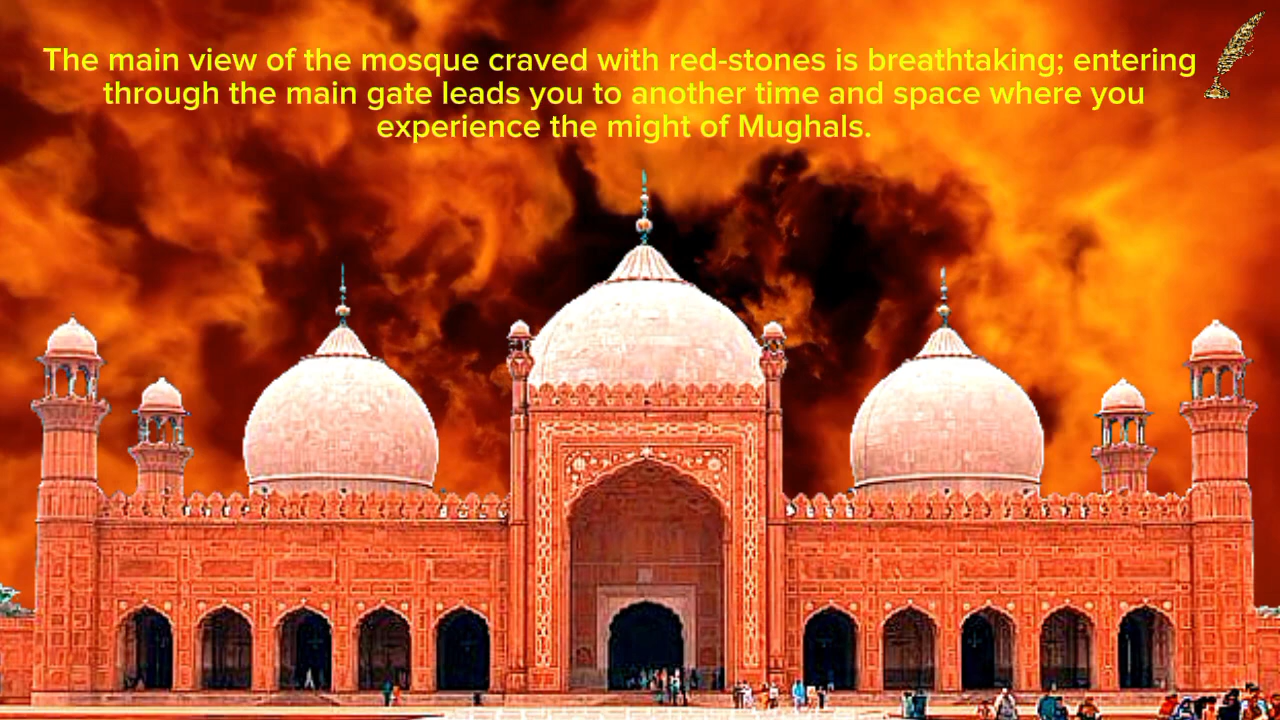 The main view of the mosque craved with red-stones is breathtaking; entering
through the main gate leads you to another time and space where you
experience the might of Mughals.